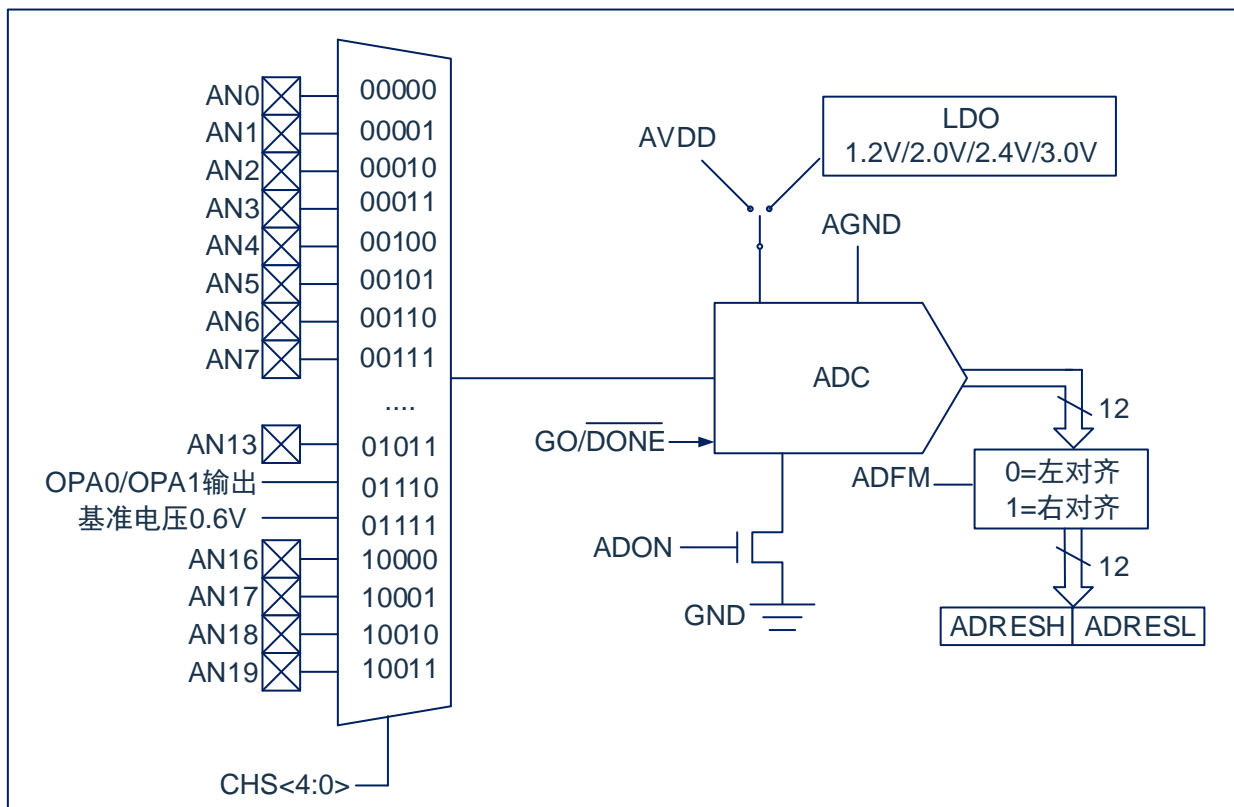 AN0 00000
AN1 00001
AN2 00010
AN3 00011
AN4 00100
AN5 00101
AN6 00110
AN7 00111
....
AN13 01011
OPA0/OPA1输出 01110
基准电压0.6V 01111
AN16 10000
AN17 10001
AN18 10010
AN19 10011
CHS<4:0>
AVDD
LDO
1.2V/2.0V/2.4V/3.0V
AGND
ADC
GO/DONE
12
ADFM
0=左对齐
1=右对齐
ADON
12
GND
ADRESH ADRESL